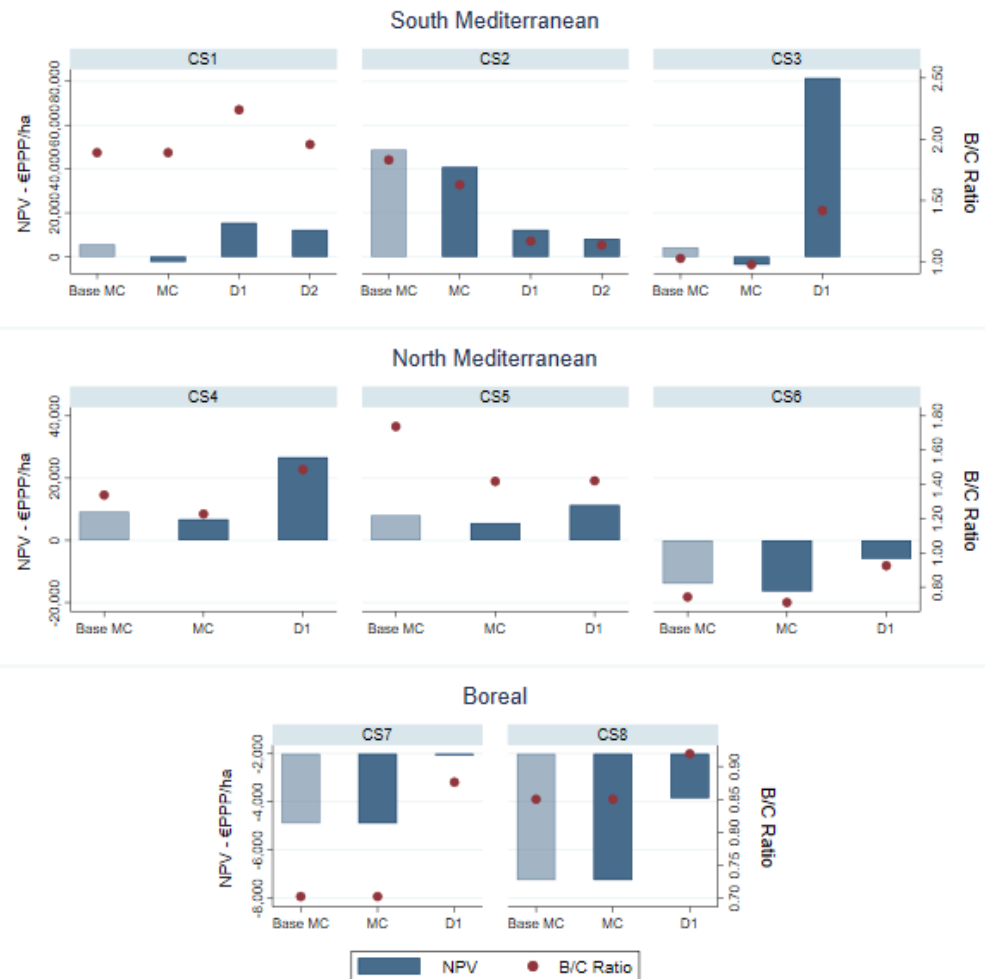 South Mediterranean
CS1 CS2 CS3
NPV - €PPP/ha
0 20,000 40,000 60,000 80,000
Base MC MC D1 D2
Base MC MC D1 D2
Base MC MC D1
1.00 1.50 2.00 2.50
B/C Ratio
North Mediterranean
CS4 CS5 CS6
NPV - €PPP/ha
-20,000 0 20,000 40,000
Base MC MC D1
Base MC MC D1
Base MC MC D1
0.80 1.00 1.20 1.40 1.60 1.80
B/C Ratio
Boreal
CS7 CS8
NPV - €PPP/ha
-8,000 -6,000 -4,000 -2,000
Base MC MC D1
Base MC MC D1
0.70 0.75 0.80 0.85 0.90
B/C Ratio
NPV B/C Ratio